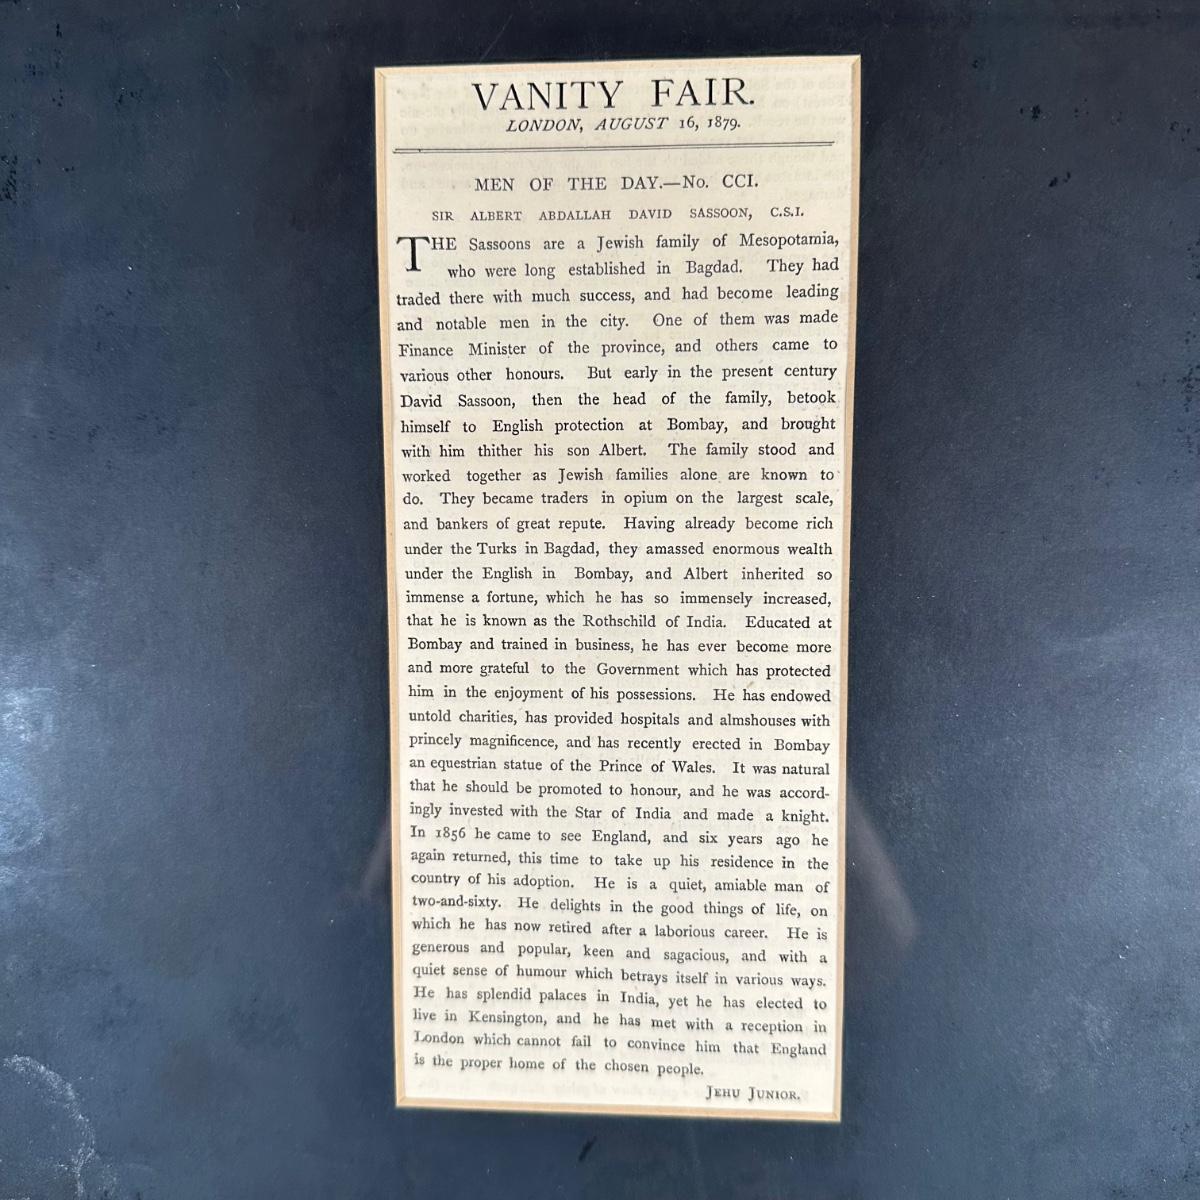 VANITY FAIR.
LONDON, AUGUST 16, 1879.
MEN OF THE DAY.—No. CCI.
SIR ALBERT ABDALLAH DAVID SASSOON, C.S.I.
THE Sassoons are a Jewish family of Mesopotamia,
who were long established in Bagdad. They had
traded there with much success, and had become leading
and notable men in the city. One of them was made
Finance Minister of the province, and others came to
various other honours. But early in the present century
David Sassoon, then the head of the family, betook
himself to English protection at Bombay, and brought
with him thither his son Albert. The family stood and
worked together as Jewish families alone are known to
do. They became traders in opium on the largest scale,
and bankers of great repute. Having already become rich
under the Turks in Bagdad, they amassed enormous wealth
under the English in Bombay, and Albert inherited so
immense a fortune, which he has so immensely increased,
that he is known as the Rothschild of India. Educated at
Bombay and trained in business, he has ever become more
and more grateful to the Government which has protected
him in the enjoyment of his possessions. He has endowed
untold charities, has provided hospitals and almshouses with
princely magnificence, and has recently erected in Bombay
an equestrian statue of the Prince of Wales. It was natural
that he should be promoted to honour, and he was accord-
ingly invested with the Star of India and made a knight.
In 1856 he came to see England, and six years ago he
again returned, this time to take up his residence in the
country of his adoption. He is a quiet, amiable man of
two-and-sixty. He delights in the good things of life, on
which he has now retired after a laborious career. He is
generous and popular, keen and sagacious, and with a
quiet sense of humour which betrays itself in various ways.
He has splendid palaces in India, yet he has elected to
live in Kensington, and he has met with a reception in
London which cannot fail to convince him that England
is the proper home of the chosen people.
JEHU JUNIOR.